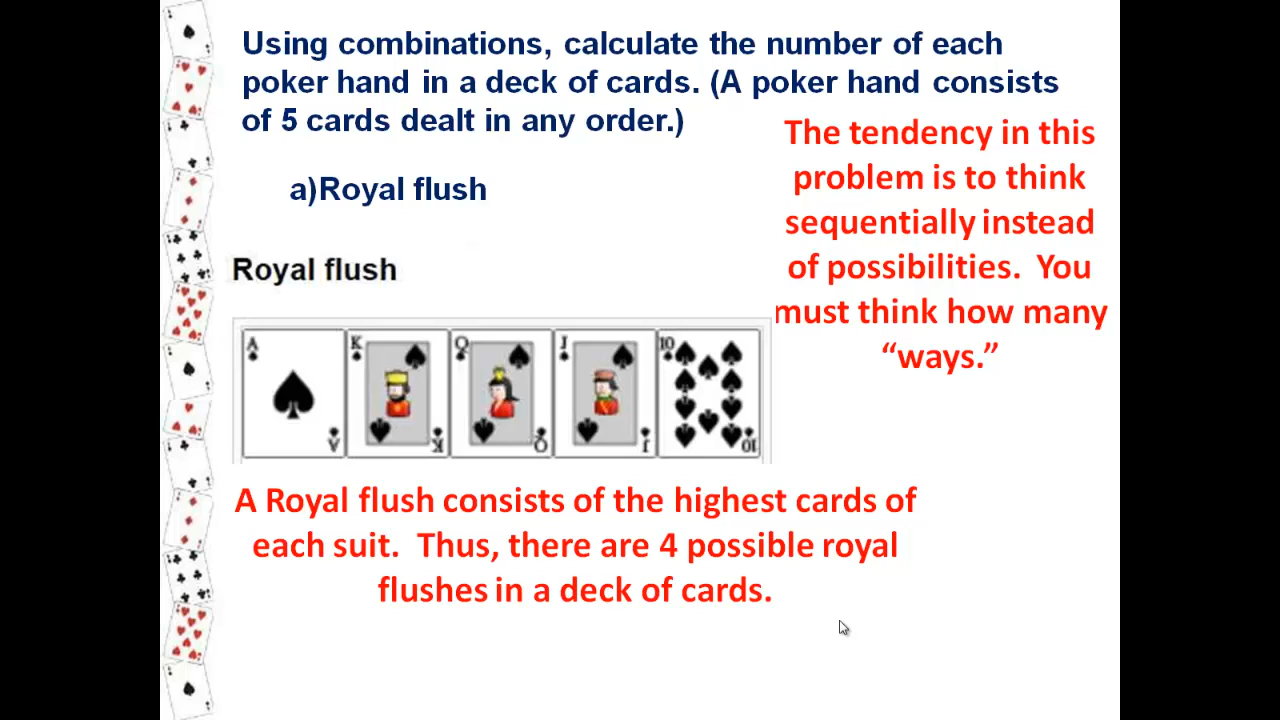 Using combinations, calculate the number of each
poker hand in a deck of cards. (A poker hand consists
of 5 cards dealt in any order.)
The tendency in this
problem is to think
sequentially instead
of possibilities. You
must think how many
“ways.”
a)Royal flush
Royal flush
A K Q J 10
A K Q J 10
A Royal flush consists of the highest cards of
each suit. Thus, there are 4 possible royal
flushes in a deck of cards.